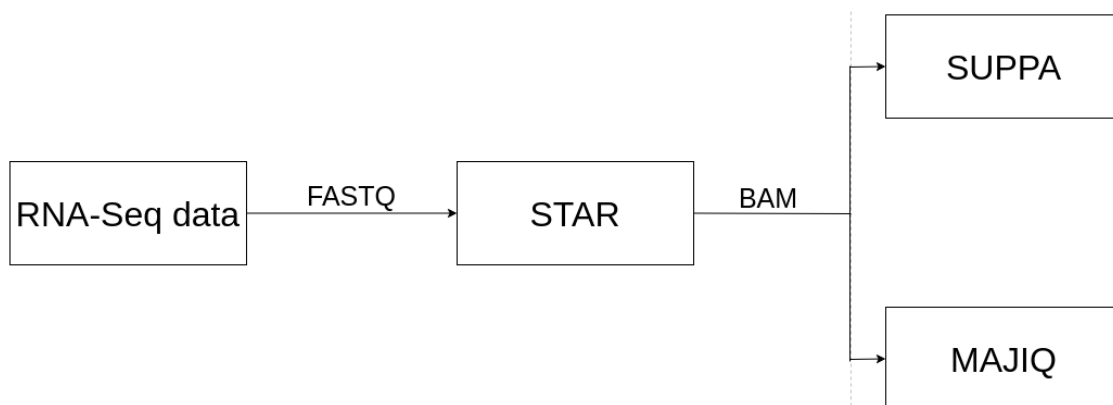 SUPPA
RNA-Seq data
FASTQ
STAR
BAM
MAJIQ